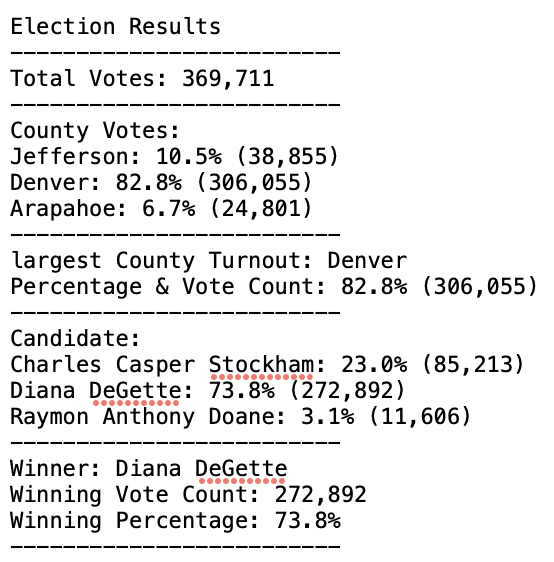 Election Results
-------------------------
Total Votes: 369,711
-------------------------
County Votes:
Jefferson: 10.5% (38,855)
Denver: 82.8% (306,055)
Arapahoe: 6.7% (24,801)
-------------------------
largest County Turnout: Denver
Percentage & Vote Count: 82.8% (306,055)
-------------------------
Candidate:
Charles Casper Stockham: 23.0% (85,213)
Diana DeGette: 73.8% (272,892)
Raymon Anthony Doane: 3.1% (11,606)
-------------------------
Winner: Diana DeGette
Winning Vote Count: 272,892
Winning Percentage: 73.8%
-------------------------